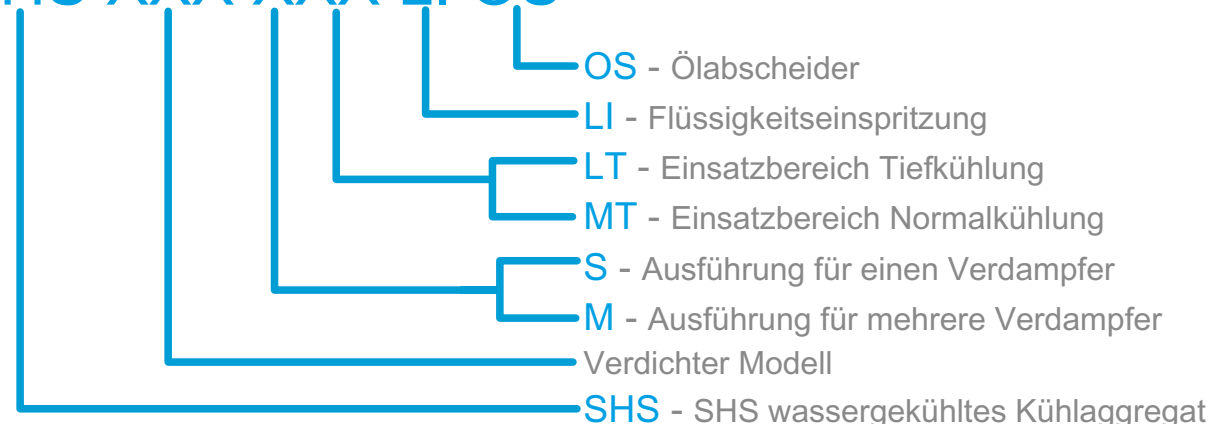 OS - Ölabscheider
LI - Flüssigkeitseinspritzung
LT - Einsatzbereich Tiefkühlung
MT - Einsatzbereich Normalkühlung
S - Ausführung für einen Verdampfer
M - Ausführung für mehrere Verdampfer
Verdichter Modell
SHS - SHS wassergekühltes Kühlaggregat